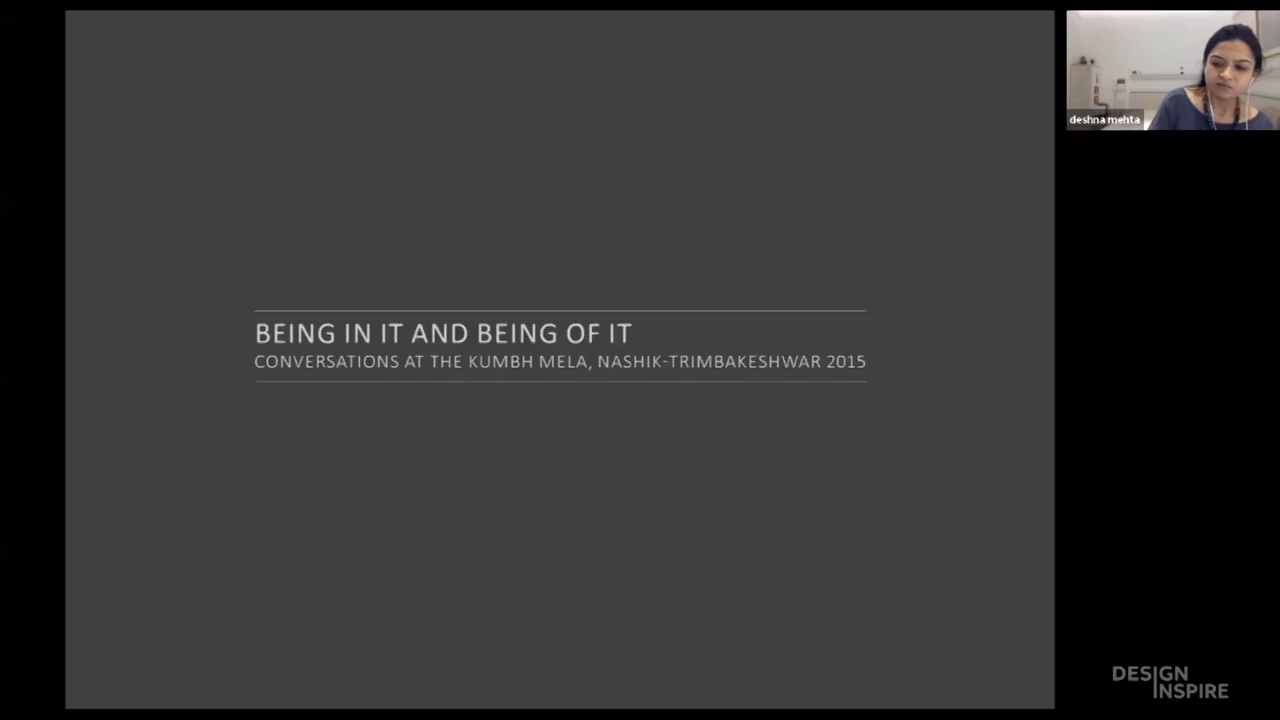 BEING IN IT AND BEING OF IT
CONVERSATIONS AT THE KUMBH MELA, NASHIK-TRIMBAKESHWAR 2015
deshna mehta
DESIGN
INSPIRE